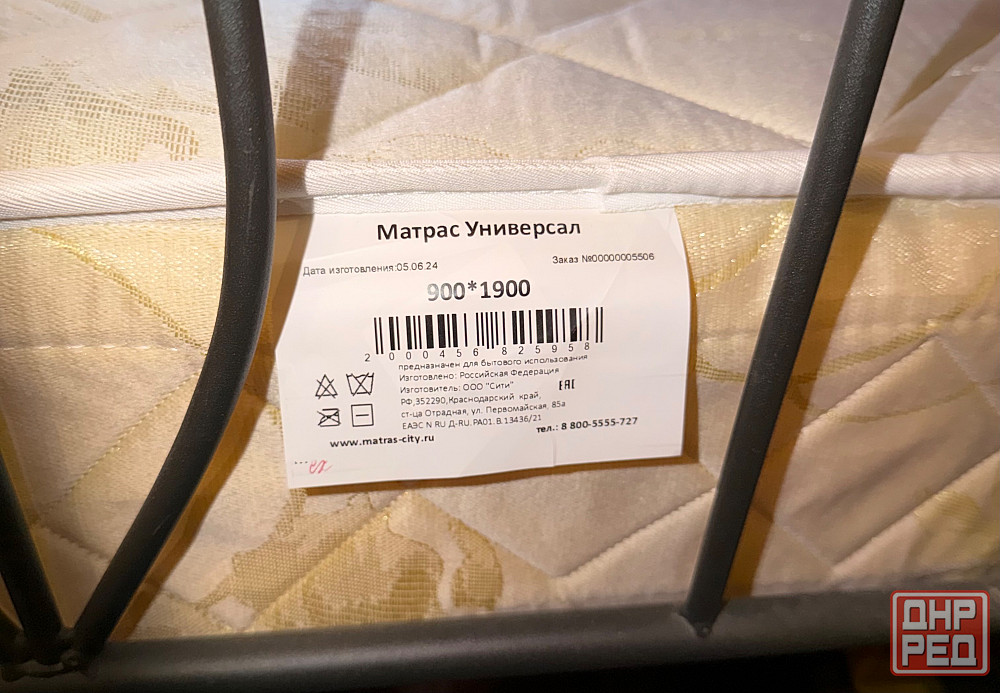 Матрас Универсал
Дата изготовления:05.06.24
Заказ №00000005506
900*1900
2 000456 825958
предназначен для бытового использования
Изготовлено: Российская Федерация
Изготовитель: ООО "Сити"
EAC
РФ,352290,Краснодарский край,
ст-ца Отрадная, ул. Первомайская, 85а
ЕАЭС N RU Д-RU.РА01.В.13436/21
тел.: 8 800-5555-727
www.matras-city.ru
ДНР
РЕД